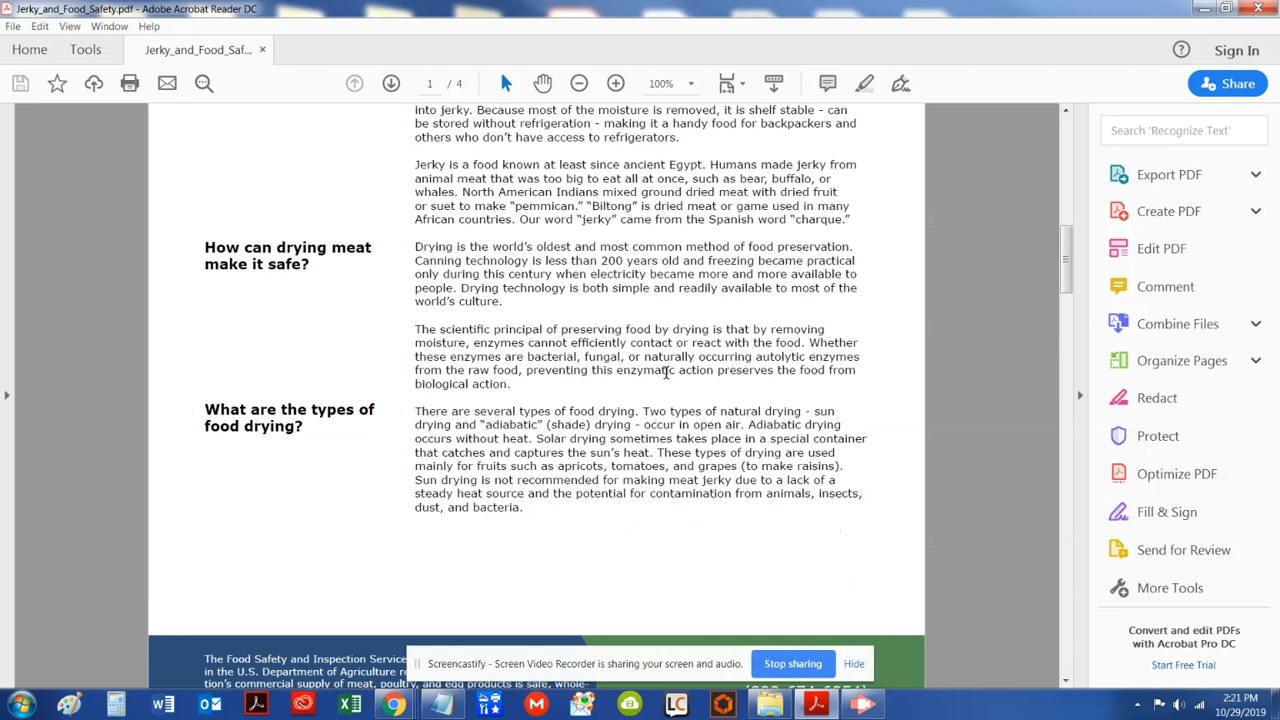 Jerky_and_Food_Safety.pdf - Adobe Acrobat Reader DC
File Edit View Window Help
Home Tools Jerky_and_Food_Saf... × Sign In
1 / 4 100% Share
into jerky. Because most of the moisture is removed, it is shelf stable - can
be stored without refrigeration - making it a handy food for backpackers and
others who don’t have access to refrigerators.
Jerky is a food known at least since ancient Egypt. Humans made jerky from
animal meat that was too big to eat all at once, such as bear, buffalo, or
whales. North American Indians mixed ground dried meat with dried fruit
or suet to make “pemmican.” “Biltong” is dried meat or game used in many
African countries. Our word “jerky” came from the Spanish word “charque.”
How can drying meat
make it safe?
Drying is the world’s oldest and most common method of food preservation.
Canning technology is less than 200 years old and freezing became practical
only during this century when electricity became more and more available to
people. Drying technology is both simple and readily available to most of the
world’s culture.
The scientific principal of preserving food by drying is that by removing
moisture, enzymes cannot efficiently contact or react with the food. Whether
these enzymes are bacterial, fungal, or naturally occurring autolytic enzymes
from the raw food, preventing this enzymatic action preserves the food from
biological action.
What are the types of
food drying?
There are several types of food drying. Two types of natural drying - sun
drying and “adiabatic” (shade) drying - occur in open air. Adiabatic drying
occurs without heat. Solar drying sometimes takes place in a special container
that catches and captures the sun’s heat. These types of drying are used
mainly for fruits such as apricots, tomatoes, and grapes (to make raisins).
Sun drying is not recommended for making meat jerky due to a lack of a
steady heat source and the potential for contamination from animals, insects,
dust, and bacteria.
The Food Safety and Inspection Service
in the U.S. Department of Agriculture
tion’s commercial supply of meat, poultry, and egg products is safe, whole-
Screencastify - Screen Video Recorder is sharing your screen and audio. Stop sharing Hide
Search 'Recognize Text'
Export PDF
Create PDF
Edit PDF
Comment
Combine Files
Organize Pages
Redact
Protect
Optimize PDF
Fill & Sign
Send for Review
More Tools
Convert and edit PDFs
with Acrobat Pro DC
Start Free Trial
2:21 PM
10/29/2019